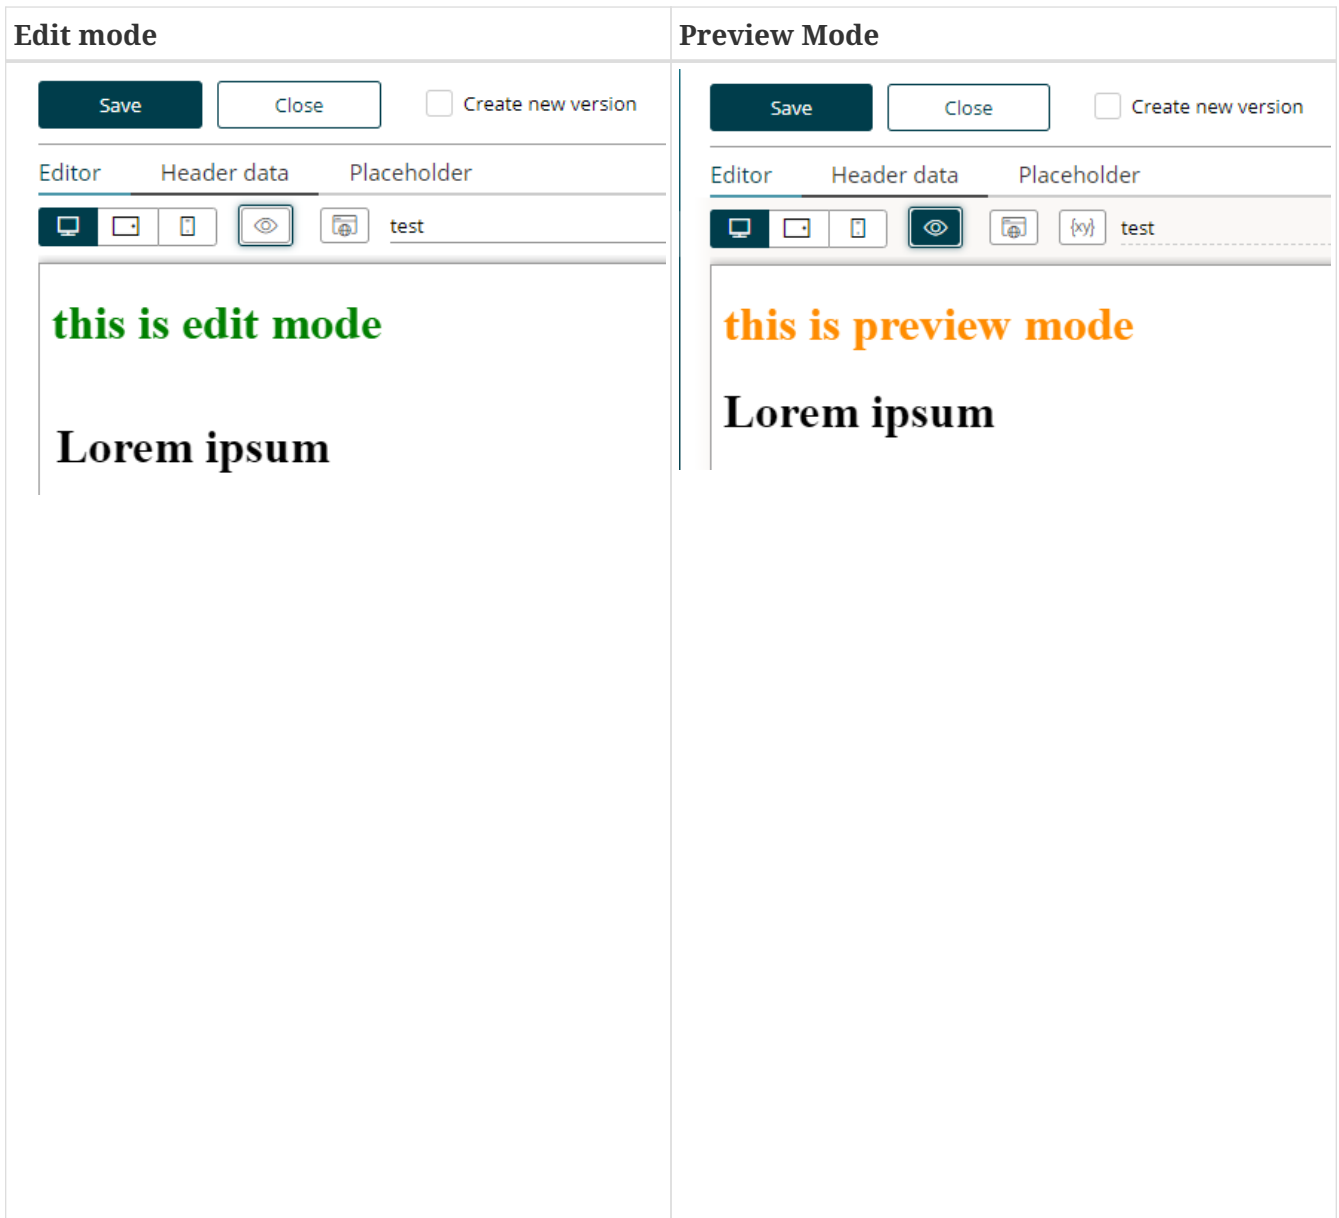 Edit mode
Preview Mode
Save Close Create new version
Editor Header data Placeholder
test
this is edit mode
Lorem ipsum
Save Close Create new version
Editor Header data Placeholder
{xy} test
this is preview mode
Lorem ipsum